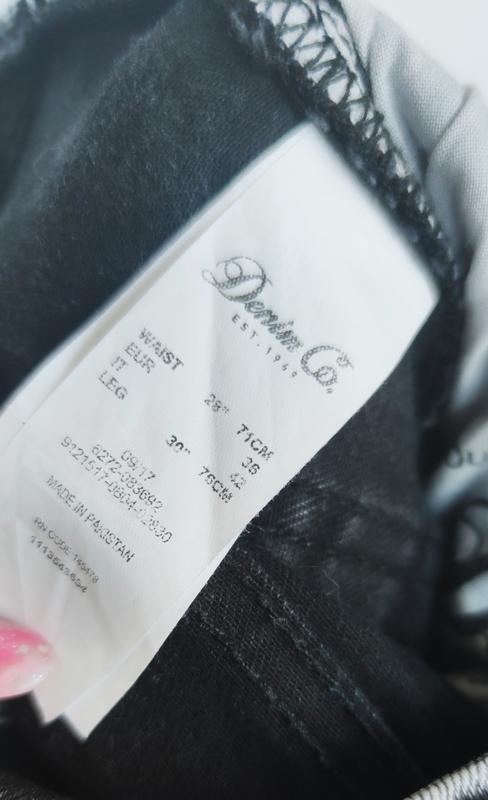 Denim Co.
EST. 1969
WAIST 28" 71CM
EUR 36
IT 42
LEG 30" 76CM
09/17
6272-083692
MADE IN PAKISTAN